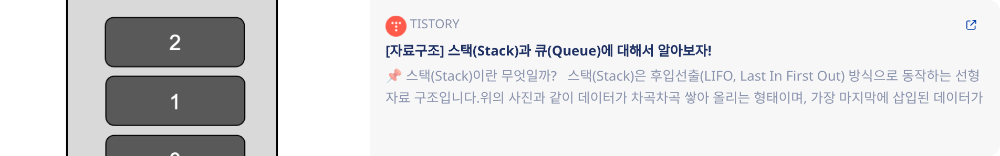 2
1
TISTORY
[자료구조] 스택(Stack)과 큐(Queue)에 대해서 알아보자!
📌 스택(Stack)이란 무엇일까? 스택(Stack)은 후입선출(LIFO, Last In First Out) 방식으로 동작하는 선형
자료 구조입니다.위의 사진과 같이 데이터가 차곡차곡 쌓아 올리는 형태이며, 가장 마지막에 삽입된 데이터가